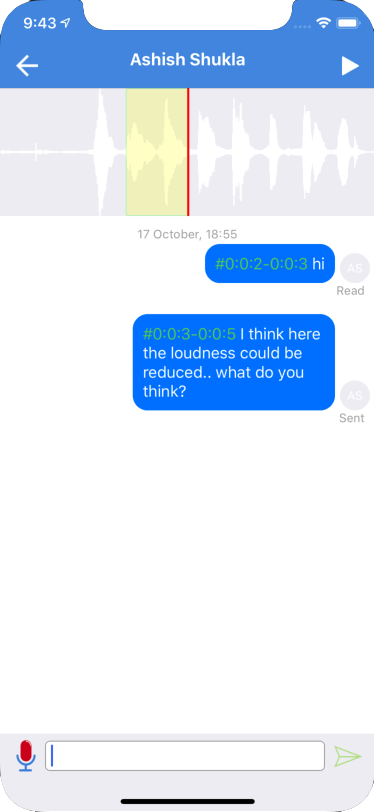 9:43
Ashish Shukla
17 October, 18:55
#0:0:2-0:0:3 hi
AS
Read
#0:0:3-0:0:5 I think here
the loudness could be
reduced.. what do you
think?
AS
Sent